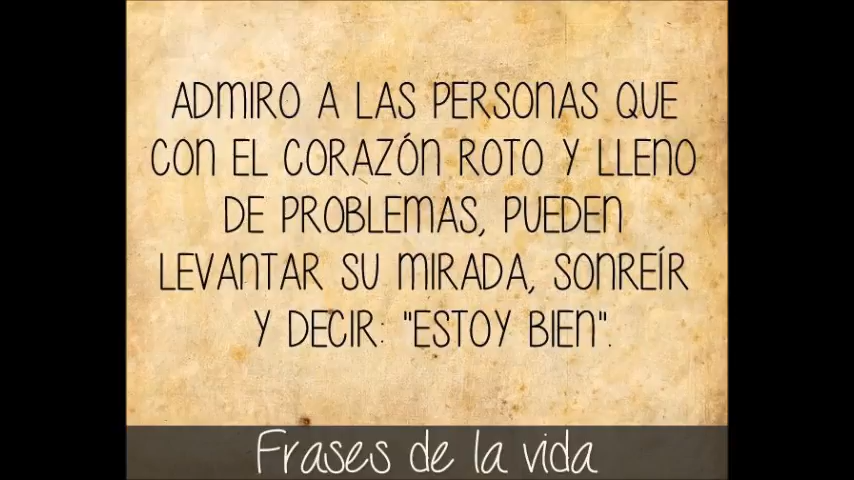 ADMIRO A LAS PERSONAS QUE
CON EL CORAZÓN ROTO Y LLENO
DE PROBLEMAS, PUEDEN
LEVANTAR SU MIRADA, SONREÍR
Y DECIR: "ESTOY BIEN".
Frases de la vida